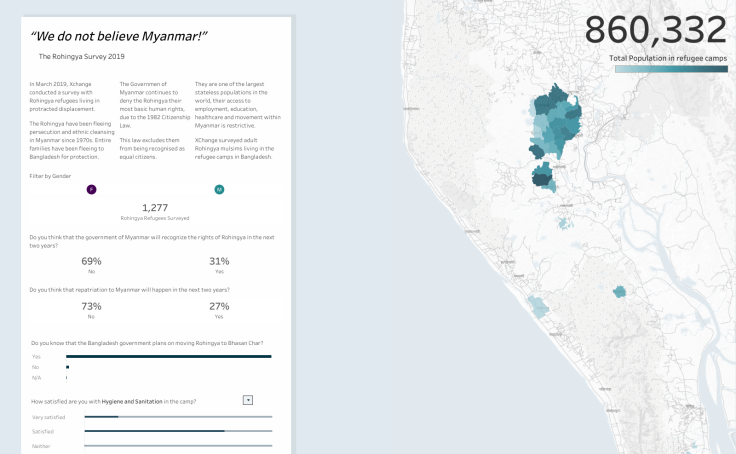 “We do not believe Myanmar!”
The Rohingya Survey 2019
In March 2019, Xchange
conducted a survey with
Rohingya refugees living in
protracted displacement.
The Rohingya have been fleeing
persecution and ethnic cleansing
in Myanmar since 1970s. Entire
families have been fleeing to
Bangladesh for protection.
The Governmen of
Myanmar continues to
deny the Rohingya their
most basic human rights,
due to the 1982 Citizenship
Law.
This law excludes them
from being recognised as
equal citizens.
They are one of the largest
stateless populations in the
world, their access to
employment, education,
healthcare and movement within
Myanmar is restrictive.
XChange surveyed adult
Rohingya mulsims living in the
refugee camps in Bangladesh.
Filter by Gender
F
M
1,277
Rohingya Refugees Surveyed
Do you think that the government of Myanmar will recognize the rights of Rohingya in the next
two years?
69%
No
31%
Yes
Do you think that repatriation to Myanmar will happen in the next two years?
73%
No
27%
Yes
Do you know that the Bangladesh government plans on moving Rohingya to Bhasan Char?
Yes
No
N/A
How satisfied are you with Hygiene and Sanitation in the camp?
Very satisfied
Satisfied
Neither
860,332
Total Population in refugee camps